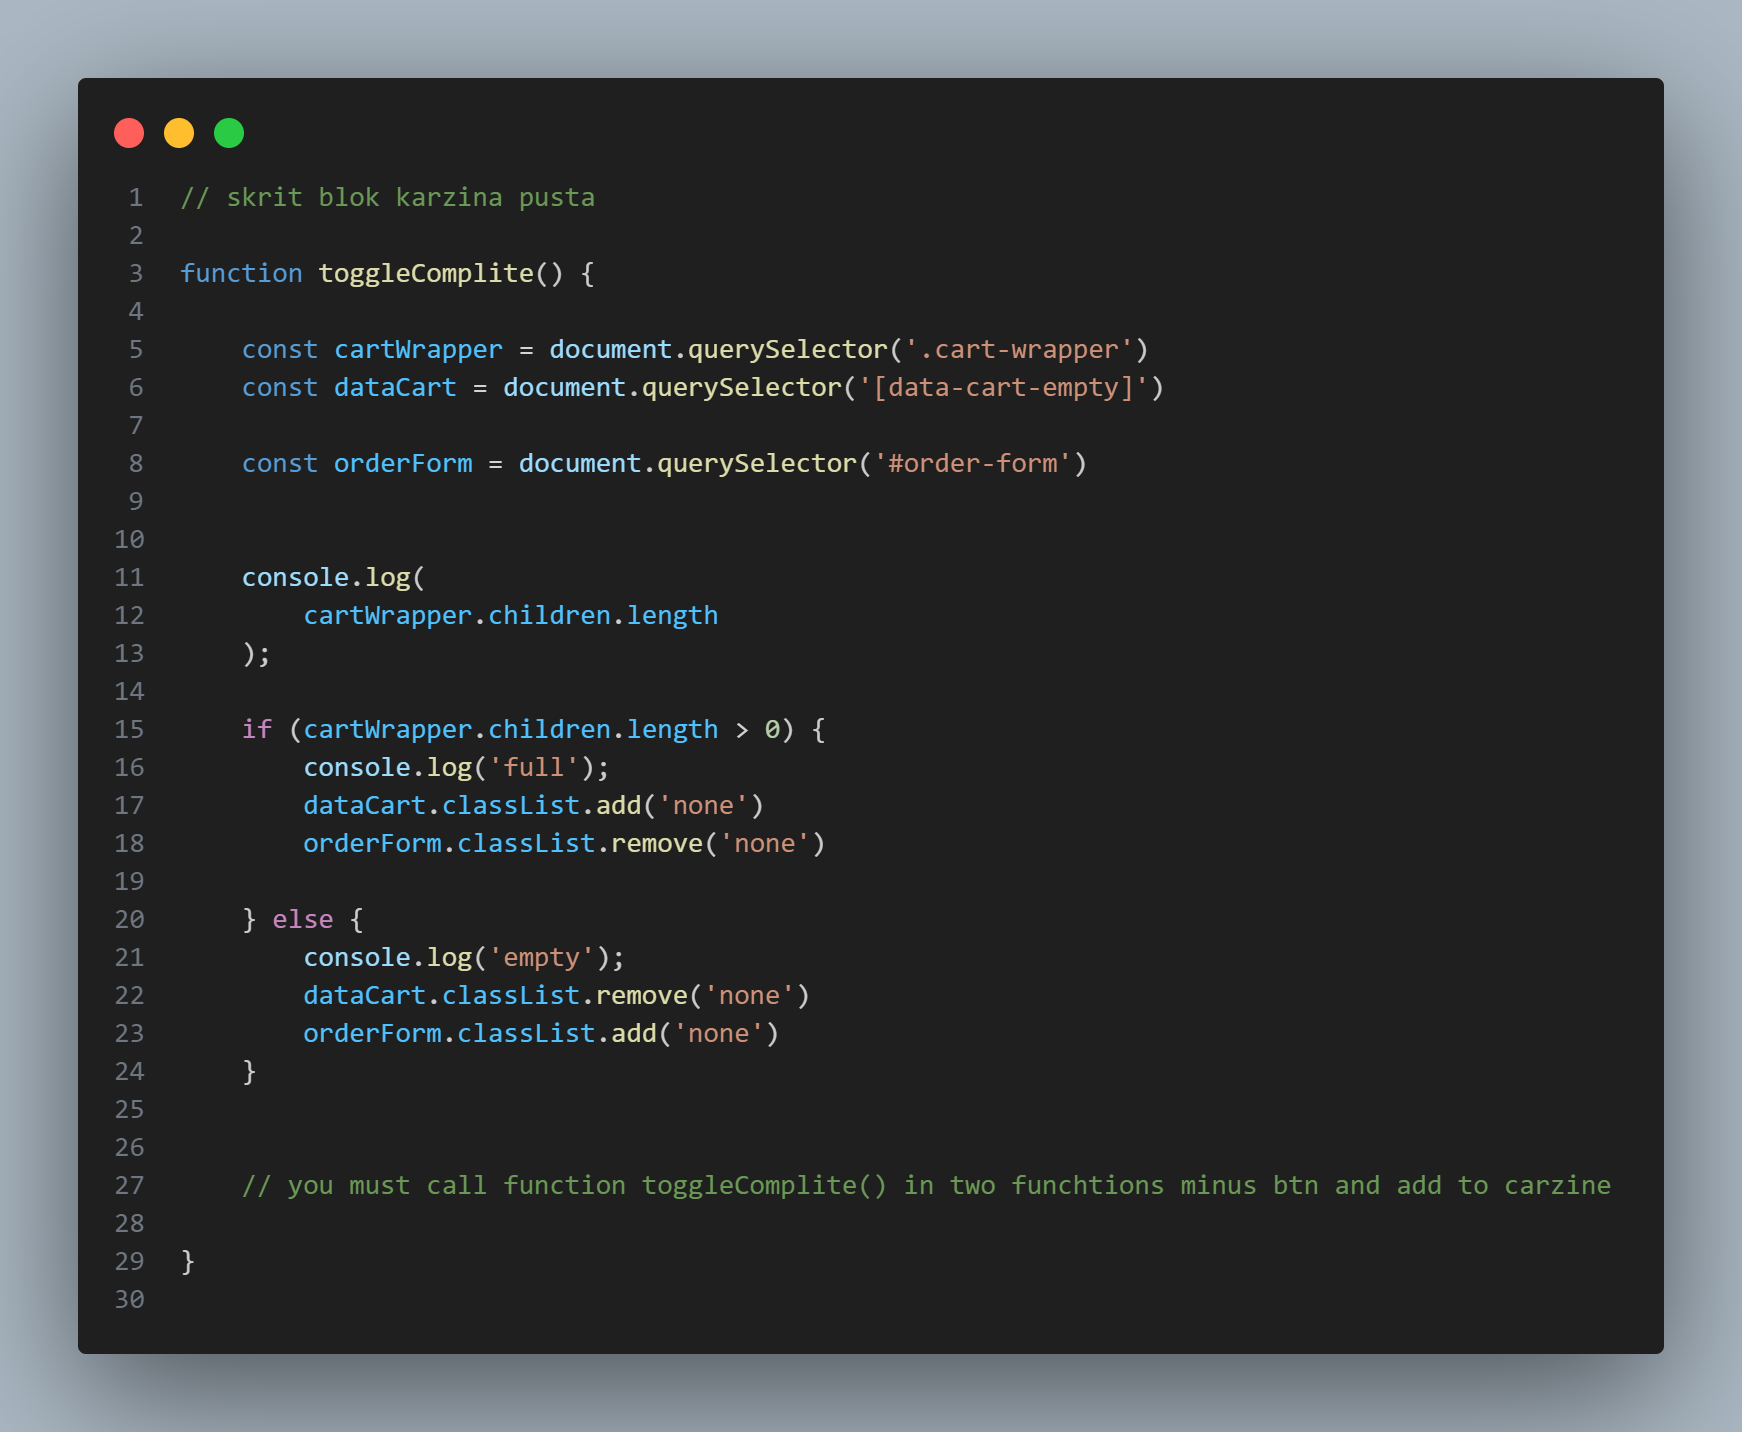 1 // skrit blok karzina pusta
2
3 function toggleComplite() {
4
5     const cartWrapper = document.querySelector('.cart-wrapper')
6     const dataCart = document.querySelector('[data-cart-empty]')
7
8     const orderForm = document.querySelector('#order-form')
9
10
11     console.log(
12         cartWrapper.children.length
13     );
14
15     if (cartWrapper.children.length > 0) {
16         console.log('full');
17         dataCart.classList.add('none')
18         orderForm.classList.remove('none')
19
20     } else {
21         console.log('empty');
22         dataCart.classList.remove('none')
23         orderForm.classList.add('none')
24     }
25
26
27     // you must call function toggleComplite() in two funchtions minus btn and add to carzine
28
29 }
30